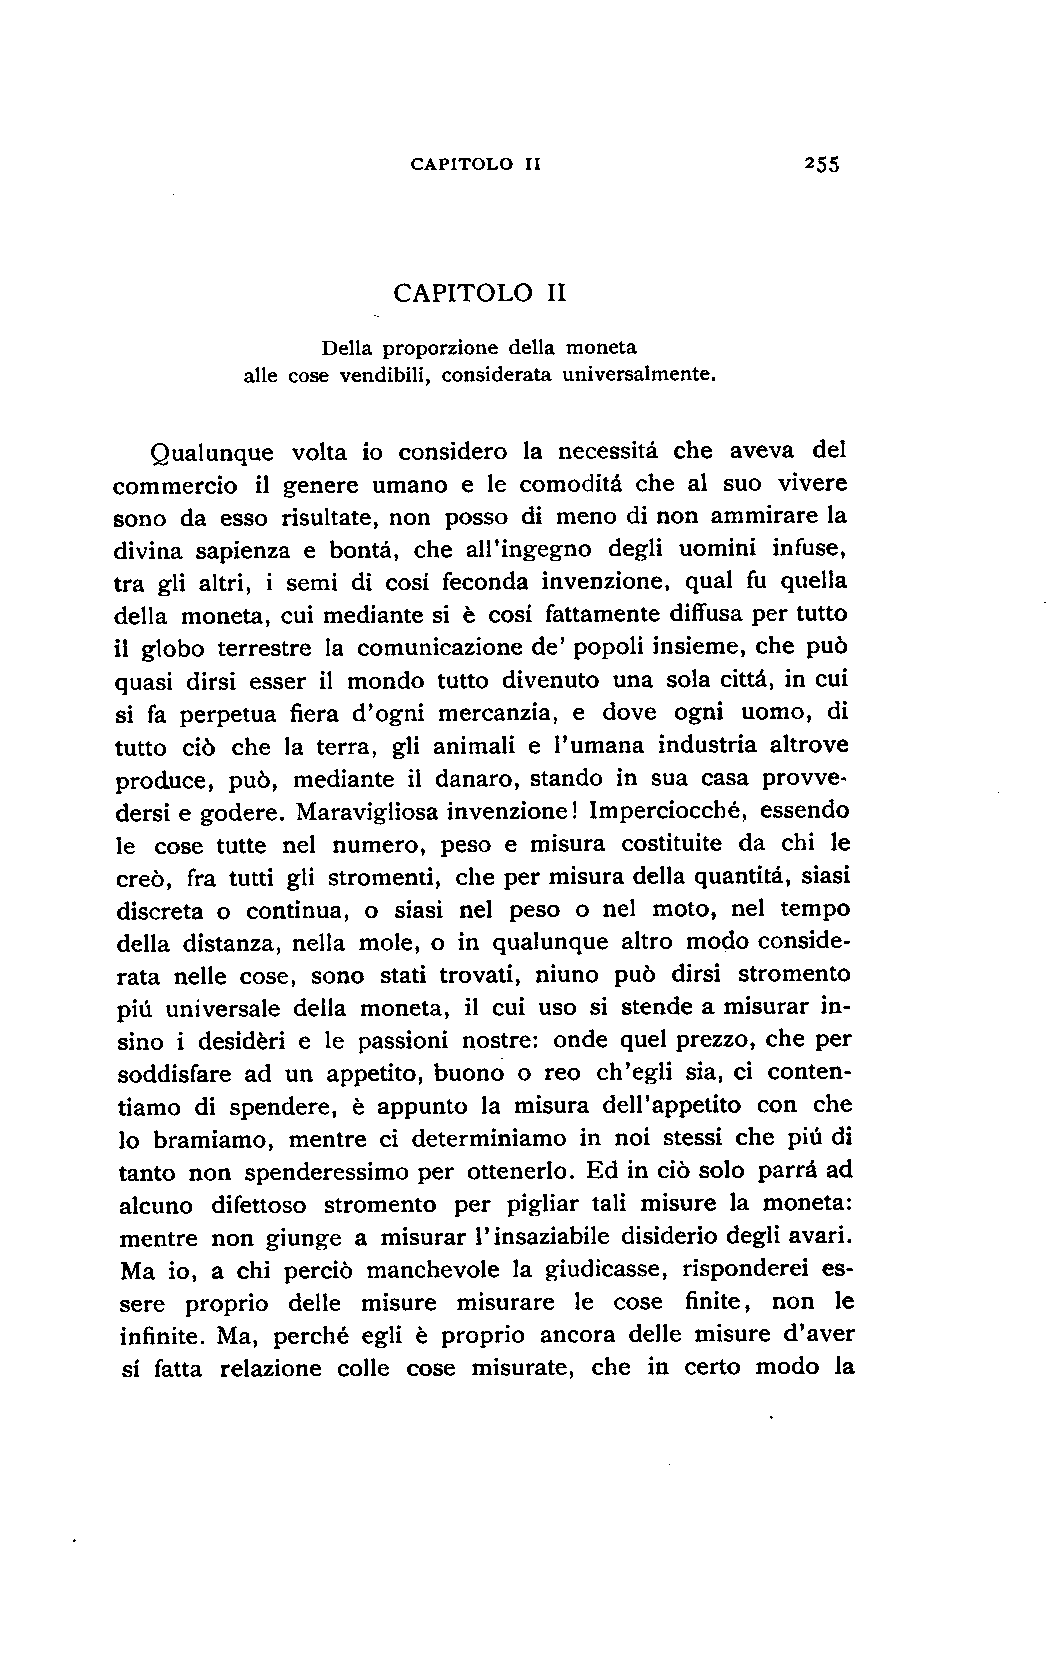 CAPITOLO II 255
CAPITOLO II
Della proporzione della moneta
alle cose vendibili, considerata universalmente.
Qualunque volta io considero la necessitá che aveva del
commercio il genere umano e le comoditá che al suo vivere
sono da esso risultate, non posso di meno di non ammirare la
divina sapienza e bontá, che all'ingegno degli uomini infuse,
tra gli altri, i semi di cosí feconda invenzione, qual fu quella
della moneta, cui mediante si è cosí fattamente diffusa per tutto
il globo terrestre la comunicazione de' popoli insieme, che può
quasi dirsi esser il mondo tutto divenuto una sola cittá, in cui
si fa perpetua fiera d'ogni mercanzia, e dove ogni uomo, di
tutto ciò che la terra, gli animali e l'umana industria altrove
produce, può, mediante il danaro, stando in sua casa provve-
dersi e godere. Maravigliosa invenzione! Imperciocché, essendo
le cose tutte nel numero, peso e misura costituite da chi le
creò, fra tutti gli stromenti, che per misura della quantitá, siasi
discreta o continua, o siasi nel peso o nel moto, nel tempo
della distanza, nella mole, o in qualunque altro modo conside-
rata nelle cose, sono stati trovati, niuno può dirsi stromento
piú universale della moneta, il cui uso si stende a misurar in-
sino i desidèri e le passioni nostre: onde quel prezzo, che per
soddisfare ad un appetito, buono o reo ch'egli sia, ci conten-
tiamo di spendere, è appunto la misura dell'appetito con che
lo bramiamo, mentre ci determiniamo in noi stessi che piú di
tanto non spenderessimo per ottenerlo. Ed in ciò solo parrá ad
alcuno difettoso stromento per pigliar tali misure la moneta:
mentre non giunge a misurar l'insaziabile disiderio degli avari.
Ma io, a chi perciò manchevole la giudicasse, risponderei es-
sere proprio delle misure misurare le cose finite, non le
infinite. Ma, perché egli è proprio ancora delle misure d'aver
sí fatta relazione colle cose misurate, che in certo modo la